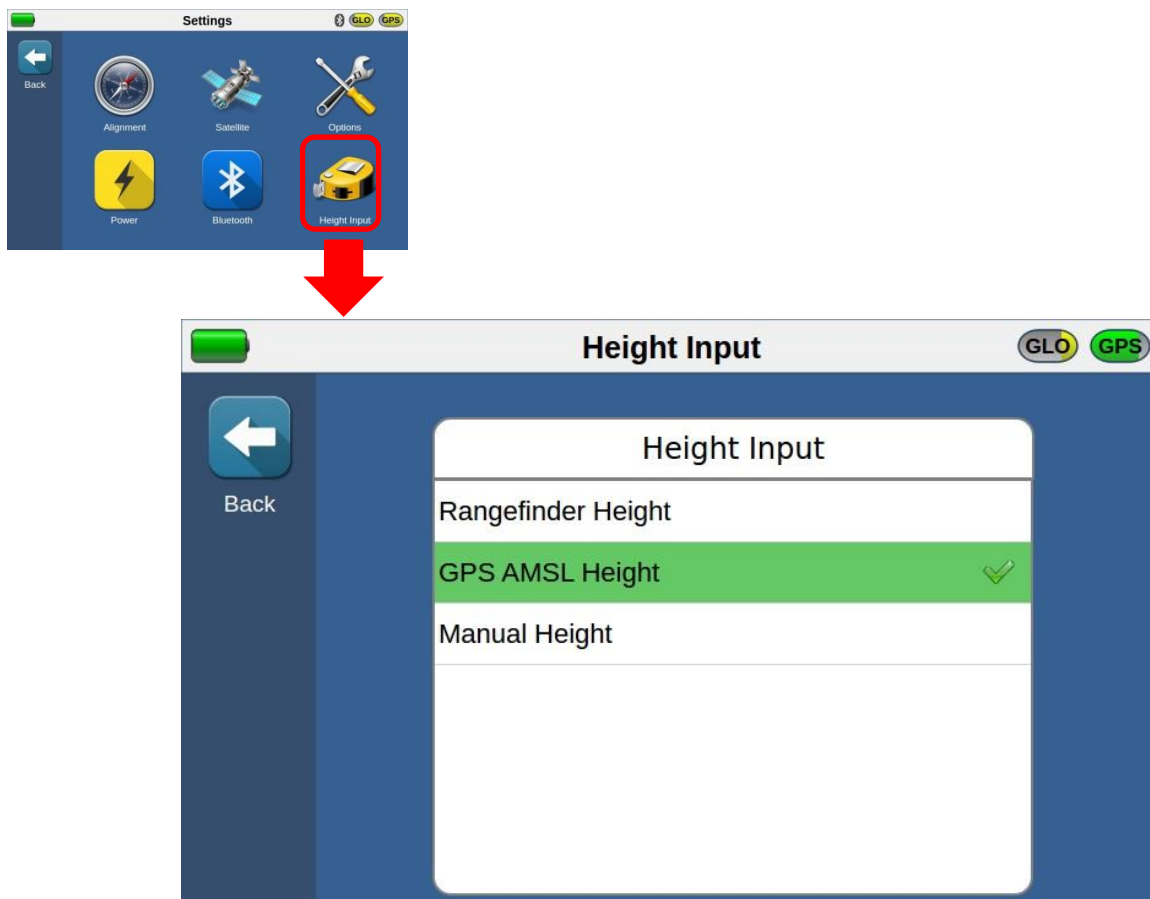 Settings
GLO GPS
Back
Alignment
Satellite
Options
Power
Bluetooth
Height Input
Height Input
GLO GPS
Back
Height Input
Rangefinder Height
GPS AMSL Height
Manual Height